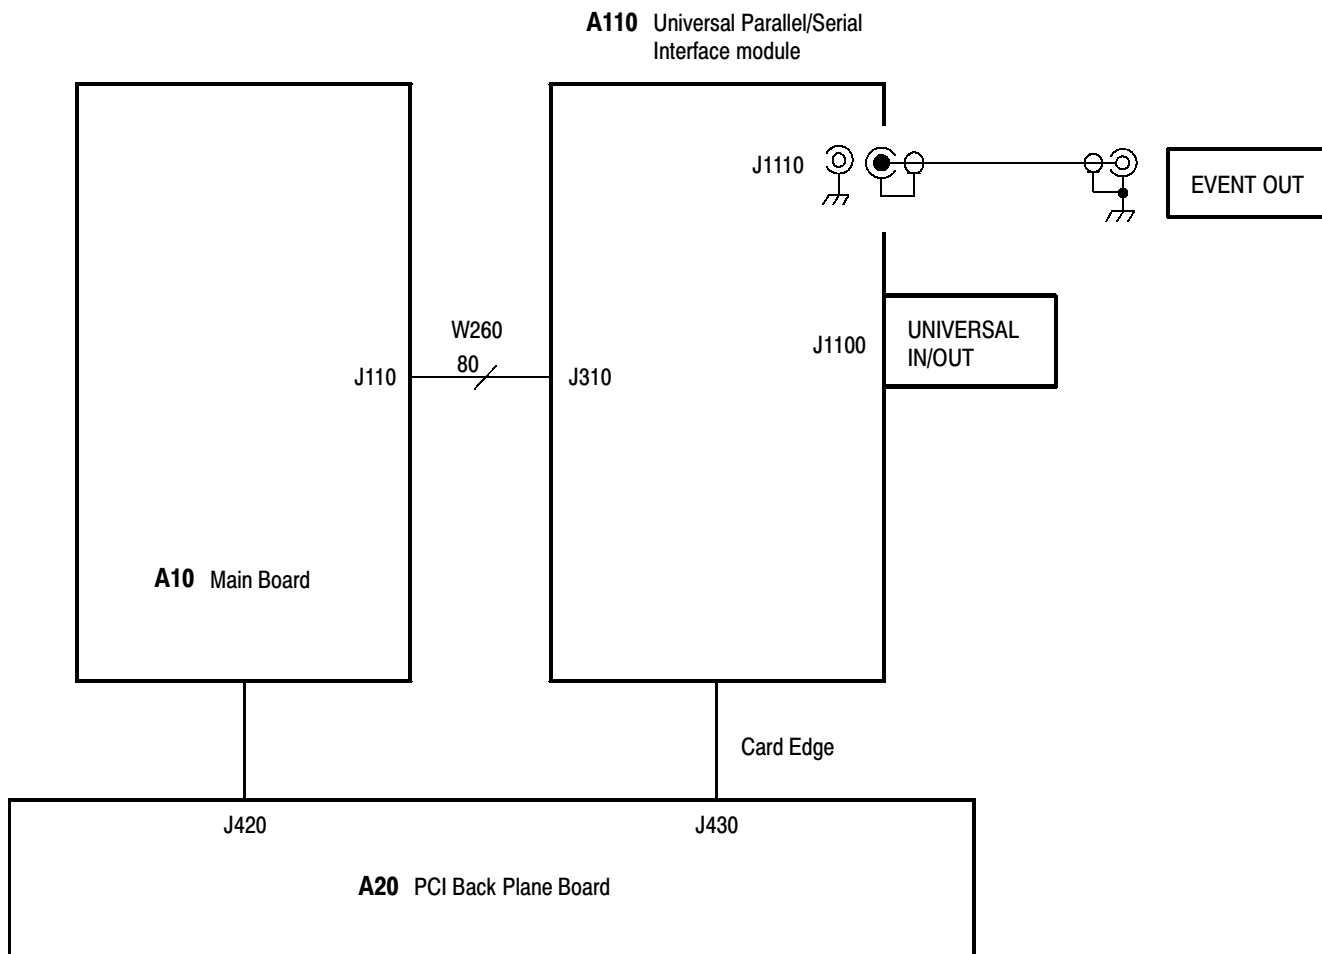 A110 Universal Parallel/Serial
Interface module
J1110
EVENT OUT
W260
80
J110
J310
J1100
UNIVERSAL
IN/OUT
A10 Main Board
Card Edge
J420
J430
A20 PCI Back Plane Board